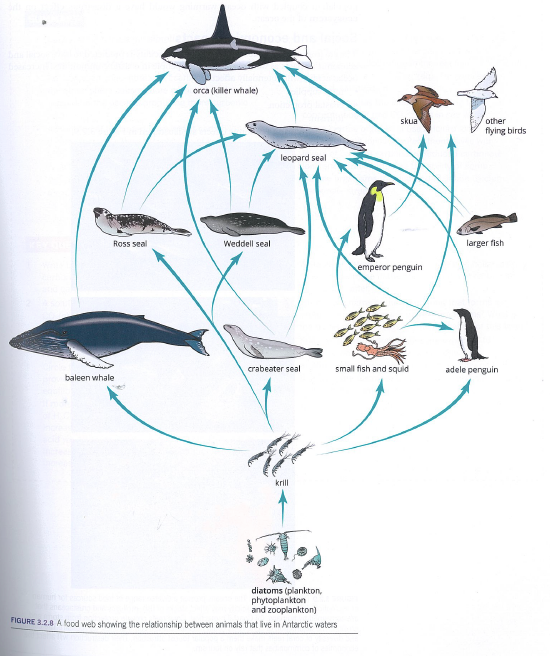 orca (killer whale)
skua
other
flying birds
leopard seal
Ross seal
Weddell seal
emperor penguin
larger fish
baleen whale
crabeater seal
small fish and squid
adele penguin
krill
diatoms (plankton,
phytoplankton
and zooplankton)
FIGURE 3.2.8 A food web showing the relationship between animals that live in Antarctic waters